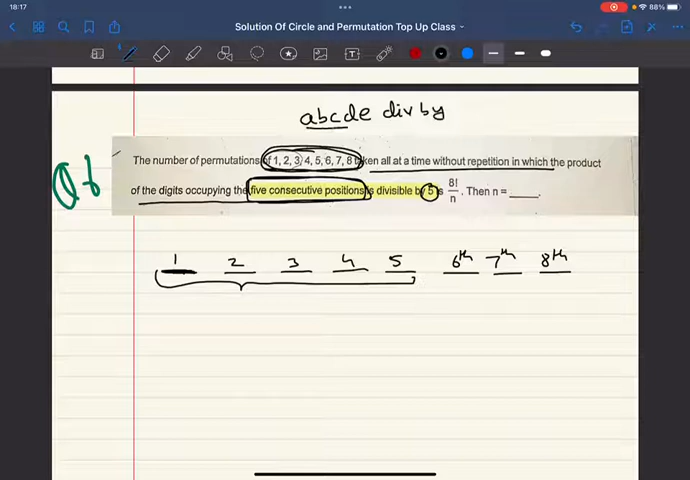 18:17
88%
Solution Of Circle and Permutation Top Up Class
abcde div by
Q6
The number of permutations of 1, 2, 3, 4, 5, 6, 7, 8 taken all at a time without repetition in which the product
of the digits occupying the five consecutive positions is divisible by 5 is 8!/n. Then n = ____.
1 2 3 4 5 6th 7th 8th